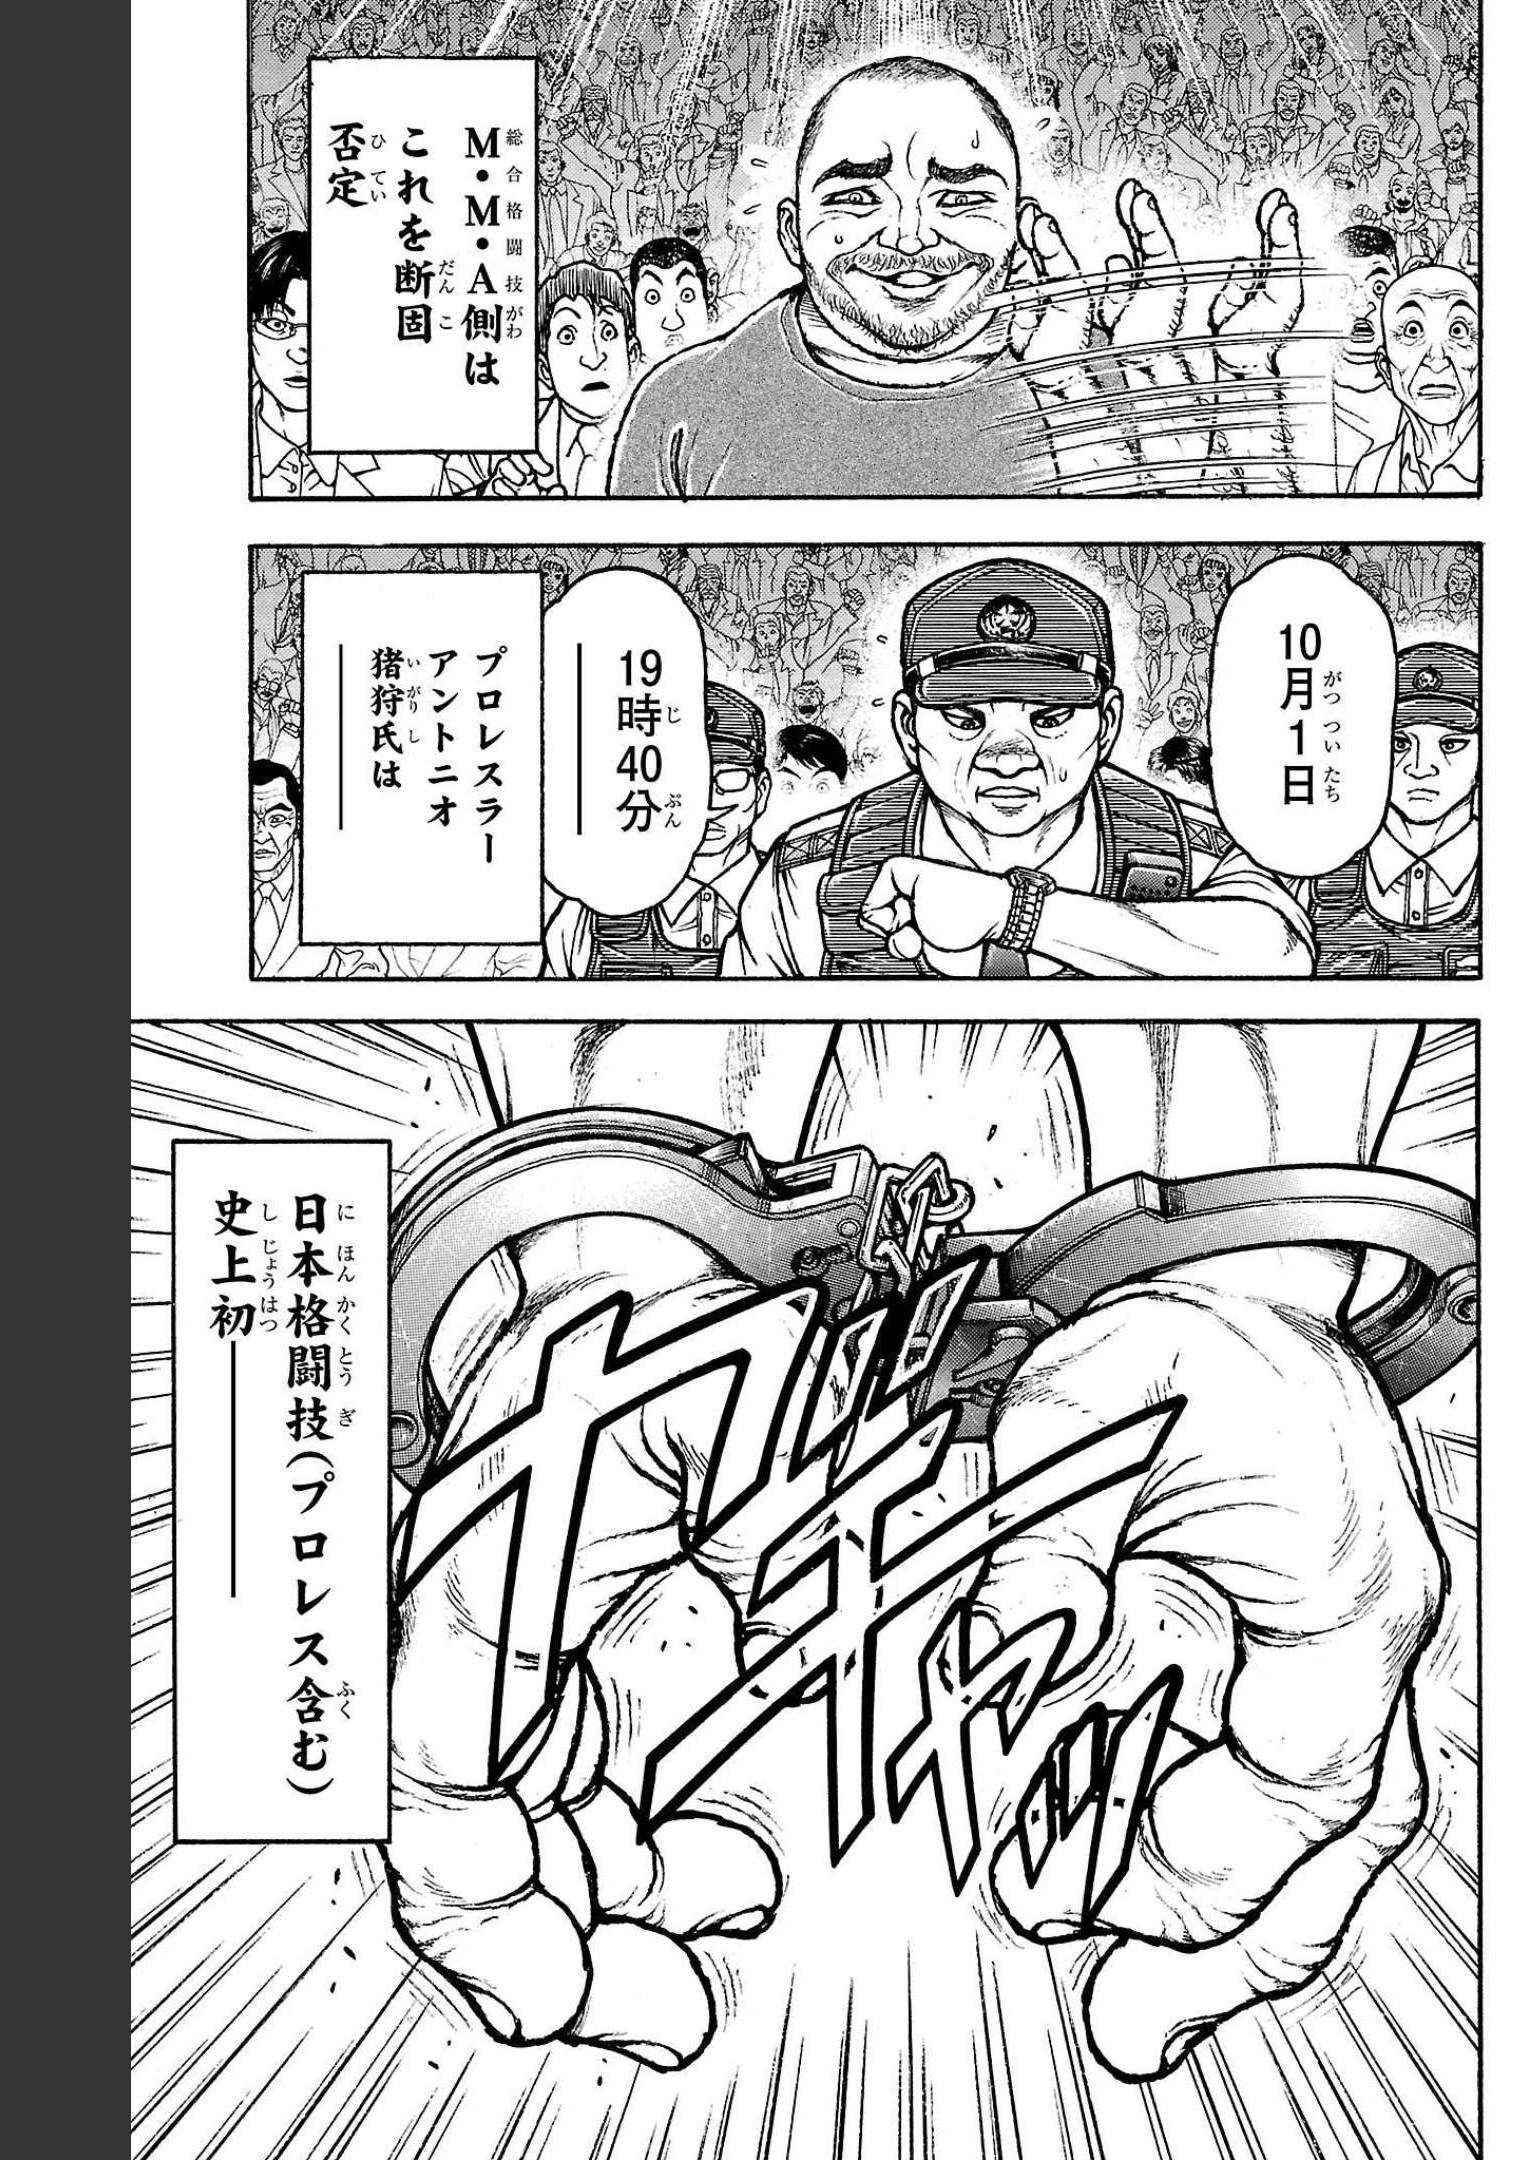 M・M・A側は
これを断固
否定
10月1日
19時40分
――
プロレスラー
アントニオ
猪狩氏は
――
ガギャッ
日本格闘技(プロレス含む)
史上初――